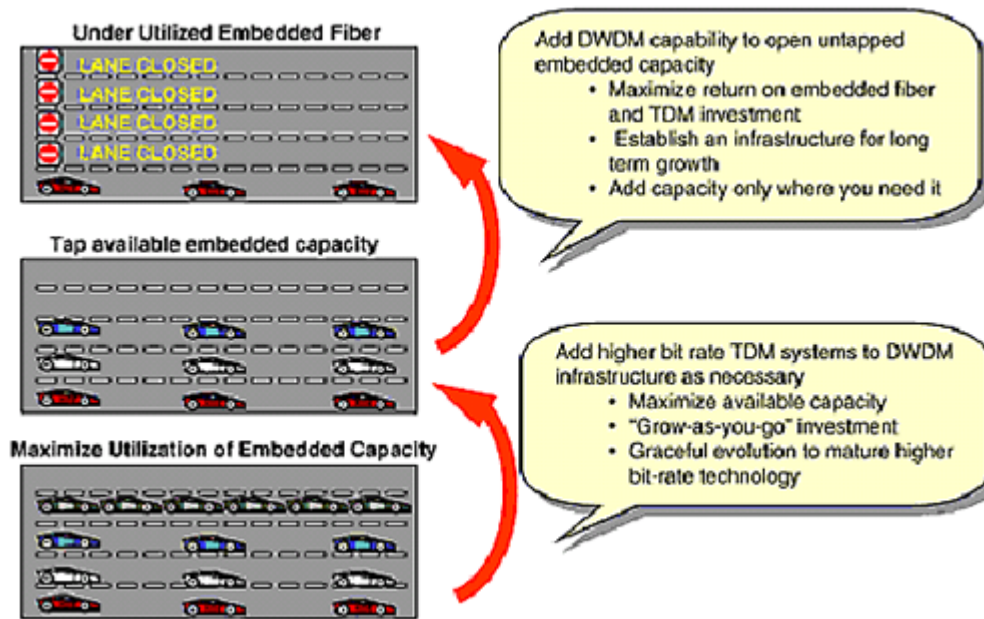 Under Utilized Embedded Fiber
LANE CLOSED
LANE CLOSED
LANE CLOSED
LANE CLOSED
Add DWDM capability to open untapped
embedded capacity
• Maximize return on embedded fiber
and TDM investment
• Establish an infrastructure for long
term growth
• Add capacity only where you need it
Tap available embedded capacity
Add higher bit rate TDM systems to DWDM
infrastructure as necessary
• Maximize available capacity
• "Grow-as-you-go" investment
• Graceful evolution to mature higher
bit-rate technology
Maximize Utilization of Embedded Capacity